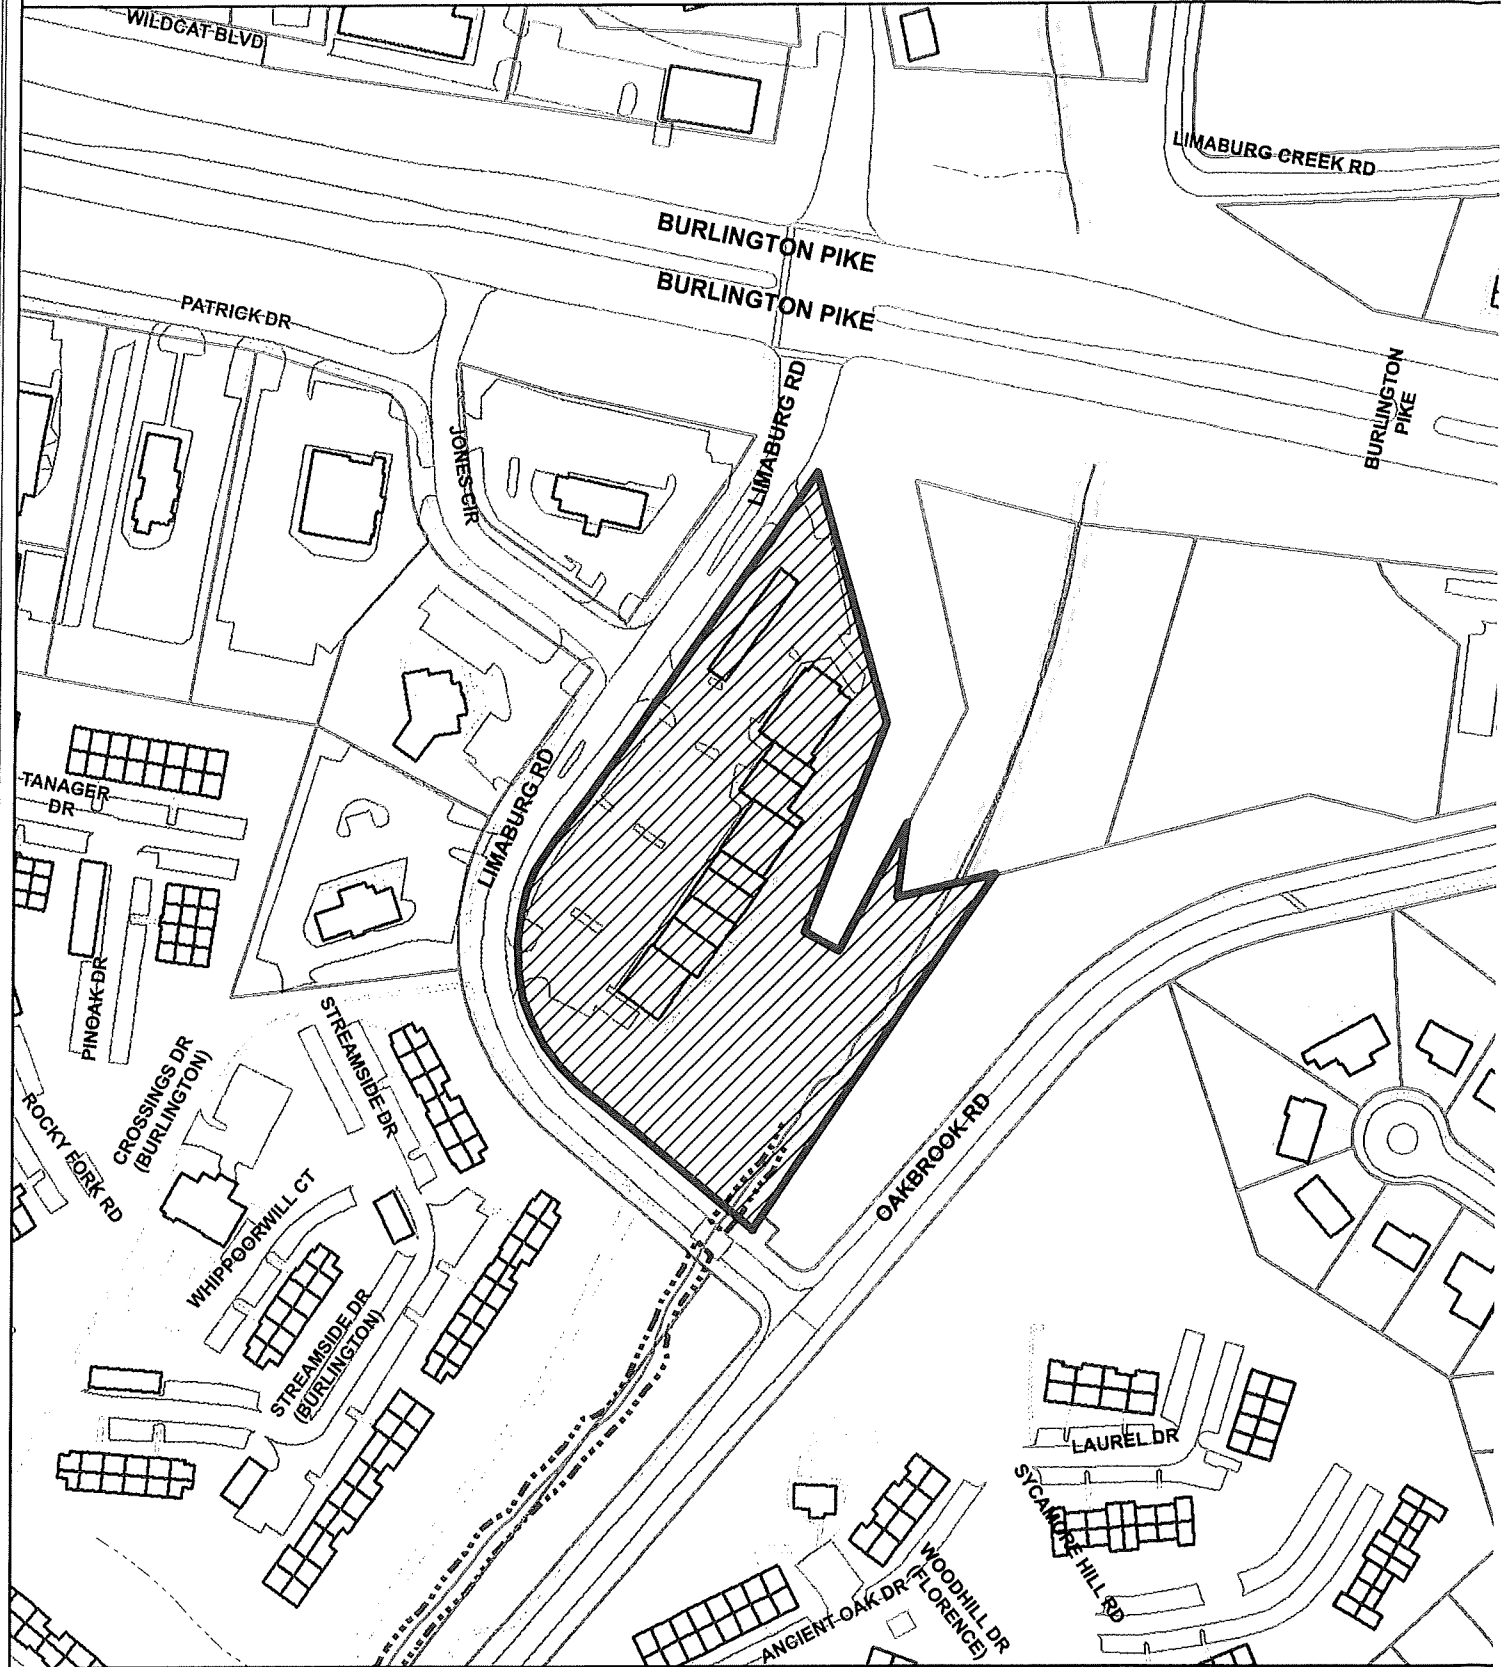 WILDCAT BLVD
LIMABURG CREEK RD
BURLINGTON PIKE
BURLINGTON PIKE
PATRICK DR
BURLINGTON
PIKE
LIMABURG RD
JONES CIR
TANAGER
DR
LIMABURG RD
PINOAK DR
STREAMSIDE DR
CROSSINGS DR
(BURLINGTON)
ROCKY FORK RD
OAKBROOK RD
WHIPPOORWILL CT
STREAMSIDE DR
(BURLINGTON)
LAUREL DR
SYCAMORE HILL RD
WOODHILL DR
(FLORENCE)
ANCIENT OAK DR